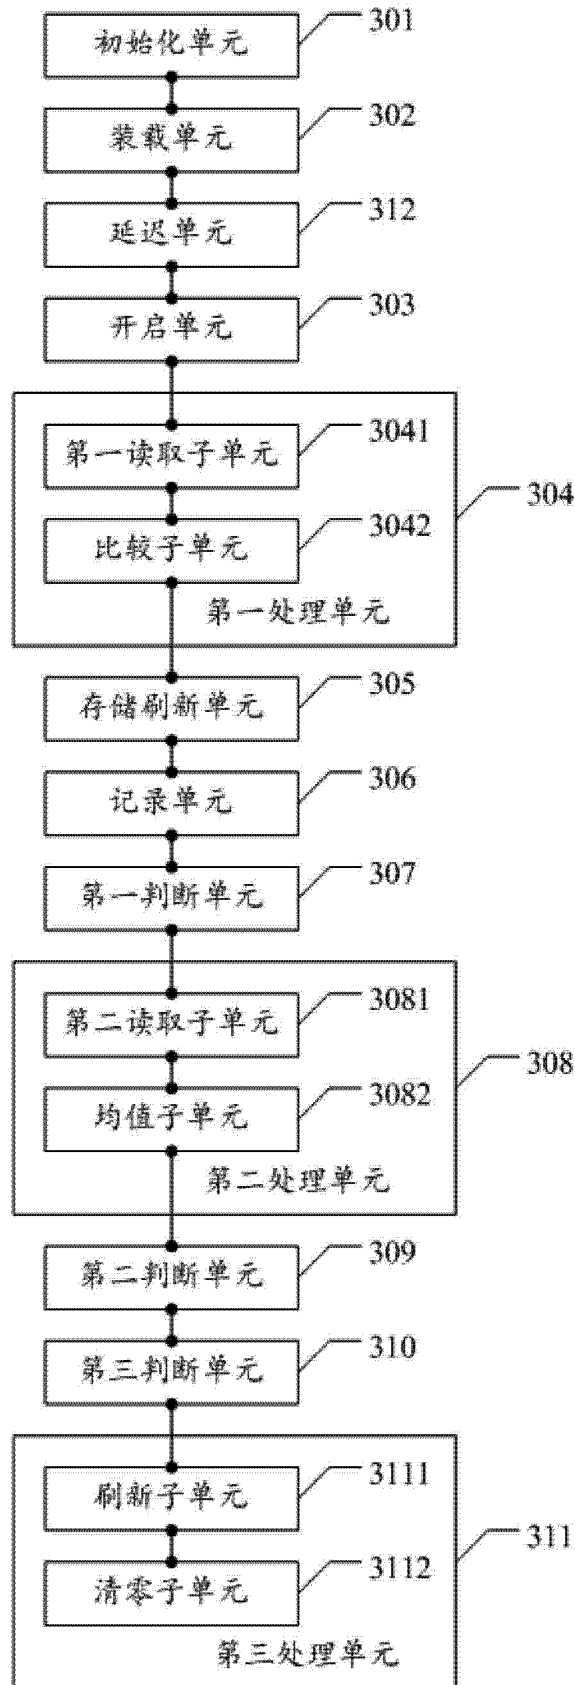 初始化单元 301
装载单元 302
延迟单元 312
开启单元 303
第一读取子单元 3041
304
比较子单元 3042
第一处理单元
存储刷新单元 305
记录单元 306
第一判断单元 307
第二读取子单元 3081
308
均值子单元 3082
第二处理单元
第二判断单元 309
第三判断单元 310
刷新子单元 3111
311
清零子单元 3112
第三处理单元